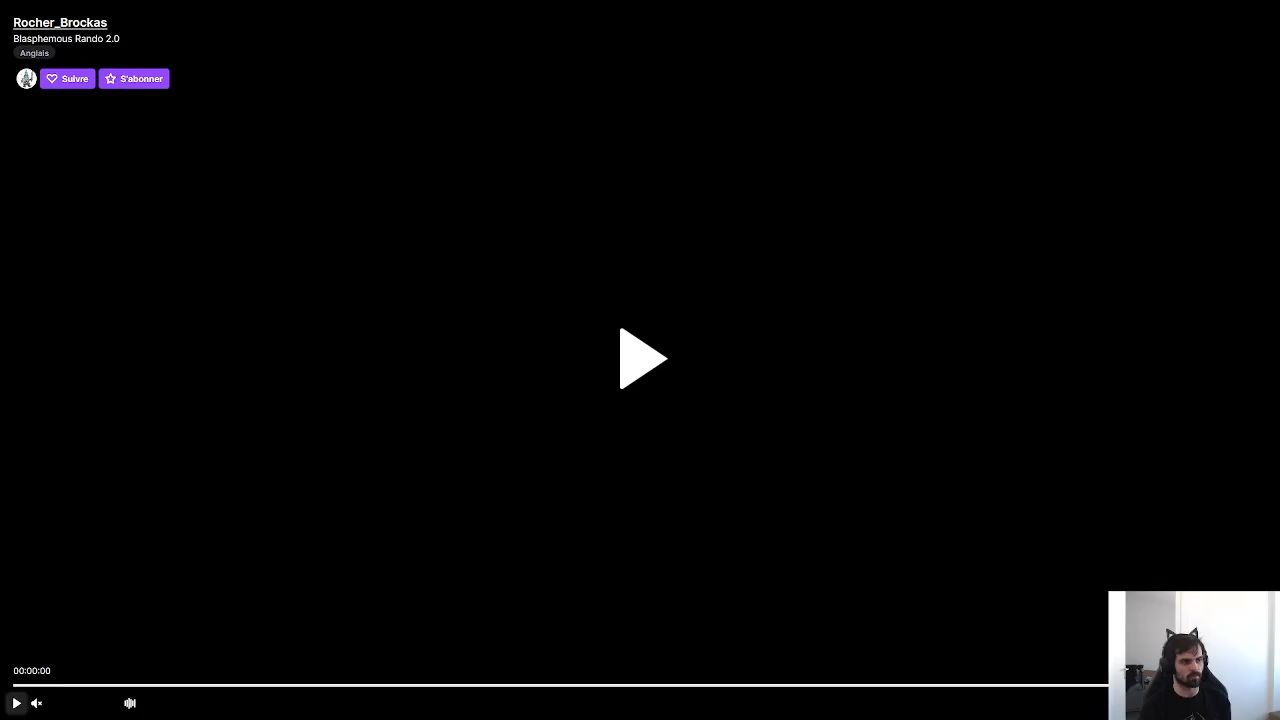 Rocher_Brockas
Blasphemous Rando 2.0
Anglais
Suivre
S'abonner
00:00:00